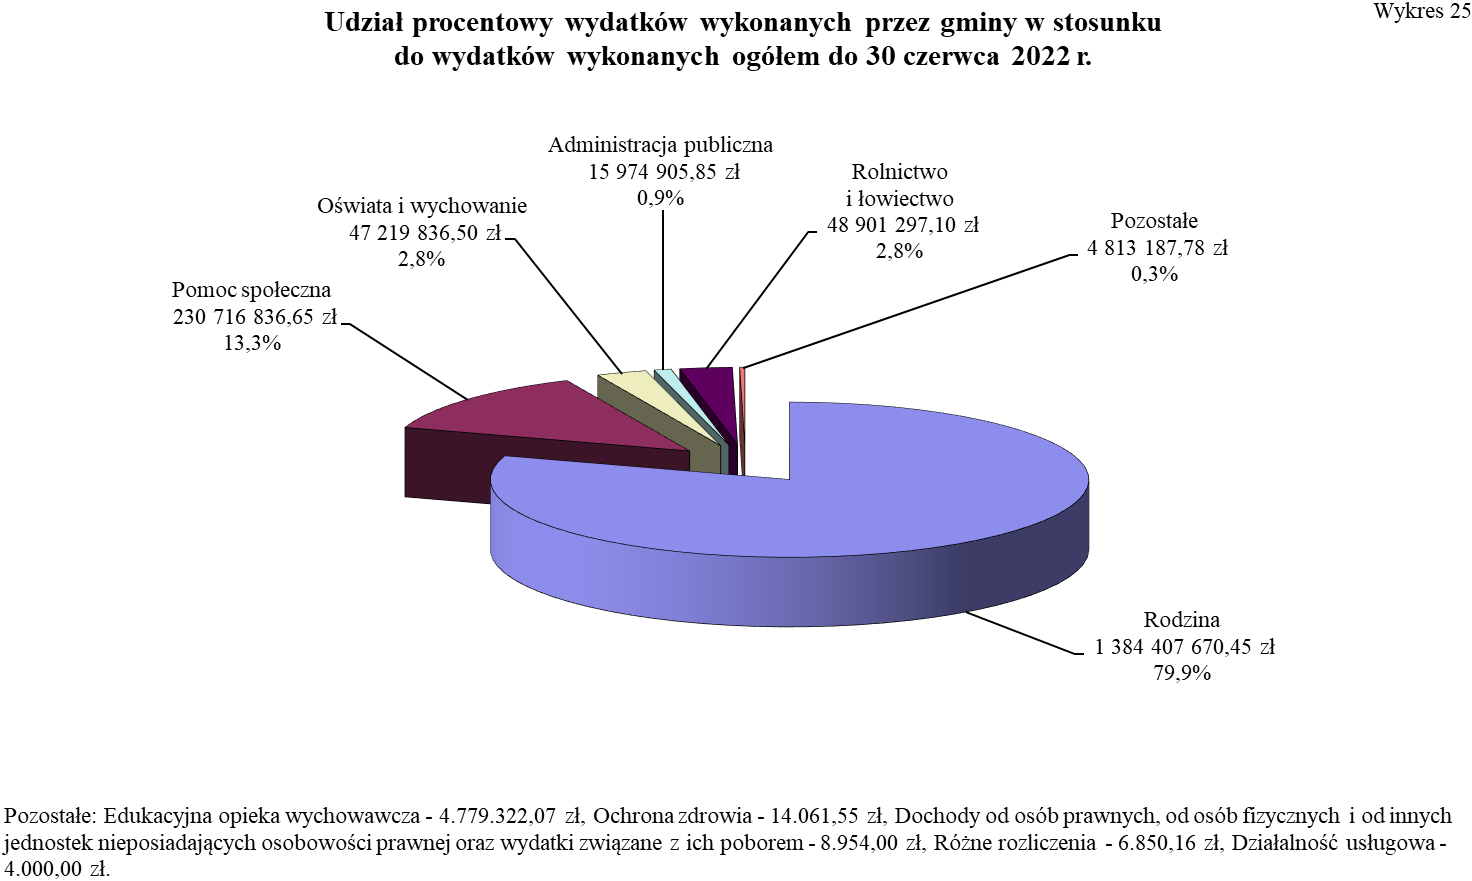 Wykres 25
Udział procentowy wydatków wykonanych przez gminy w stosunku
do wydatków wykonanych ogółem do 30 czerwca 2022 r.
Administracja publiczna
15 974 905,85 zł
0,9%
Rolnictwo
i łowiectwo
48 901 297,10 zł
2,8%
Oświata i wychowanie
47 219 836,50 zł
2,8%
Pozostałe
4 813 187,78 zł
0,3%
Pomoc społeczna
230 716 836,65 zł
13,3%
Rodzina
1 384 407 670,45 zł
79,9%
Pozostałe: Edukacyjna opieka wychowawcza - 4.779.322,07 zł, Ochrona zdrowia - 14.061,55 zł, Dochody od osób prawnych, od osób fizycznych i od innych
jednostek nieposiadających osobowości prawnej oraz wydatki związane z ich poborem - 8.954,00 zł, Różne rozliczenia - 6.850,16 zł, Działalność usługowa -
4.000,00 zł.